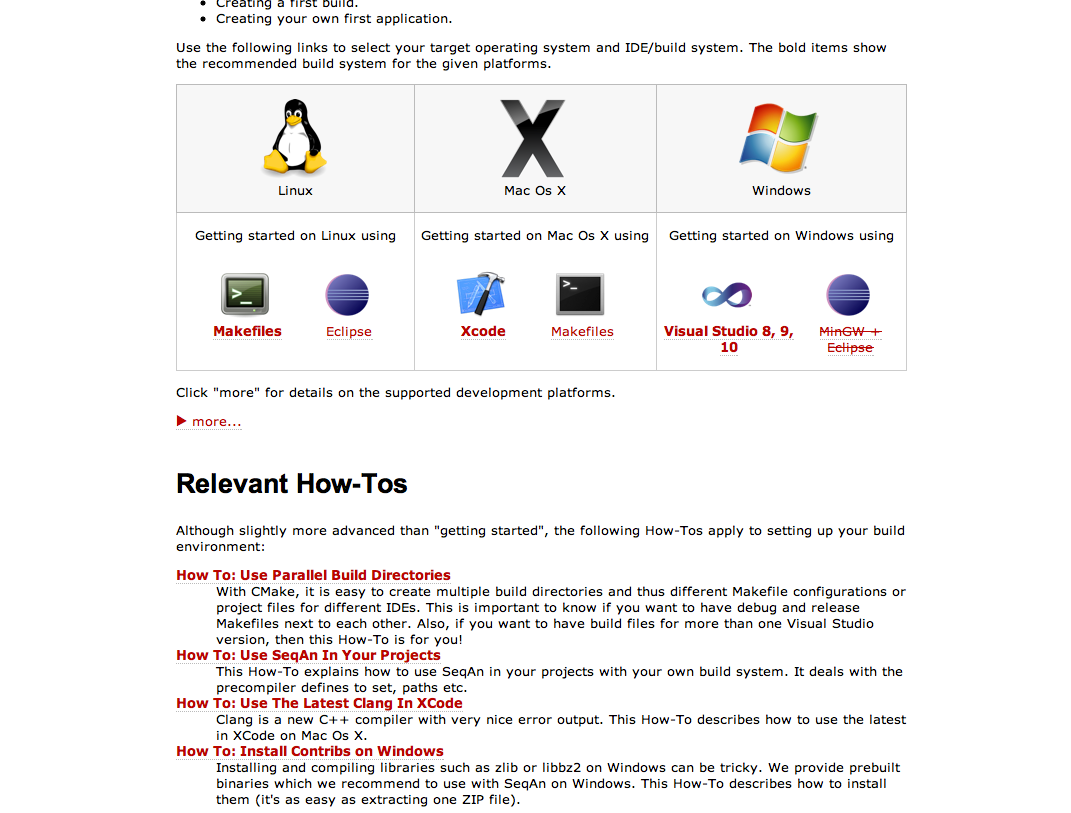 Creating a first build.
Creating your own first application.
Use the following links to select your target operating system and IDE/build system. The bold items show
the recommended build system for the given platforms.
Linux
Mac Os X
Windows
Getting started on Linux using
Getting started on Mac Os X using
Getting started on Windows using
>_
>_
Makefiles
Eclipse
Xcode
Makefiles
Visual Studio 8, 9,
10
MinGW +
Eclipse
Click "more" for details on the supported development platforms.
more...
Relevant How-Tos
Although slightly more advanced than "getting started", the following How-Tos apply to setting up your build
environment:
How To: Use Parallel Build Directories
With CMake, it is easy to create multiple build directories and thus different Makefile configurations or
project files for different IDEs. This is important to know if you want to have debug and release
Makefiles next to each other. Also, if you want to have build files for more than one Visual Studio
version, then this How-To is for you!
How To: Use SeqAn In Your Projects
This How-To explains how to use SeqAn in your projects with your own build system. It deals with the
precompiler defines to set, paths etc.
How To: Use The Latest Clang In XCode
Clang is a new C++ compiler with very nice error output. This How-To describes how to use the latest
in XCode on Mac Os X.
How To: Install Contribs on Windows
Installing and compiling libraries such as zlib or libbz2 on Windows can be tricky. We provide prebuilt
binaries which we recommend to use with SeqAn on Windows. This How-To describes how to install
them (it's as easy as extracting one ZIP file).